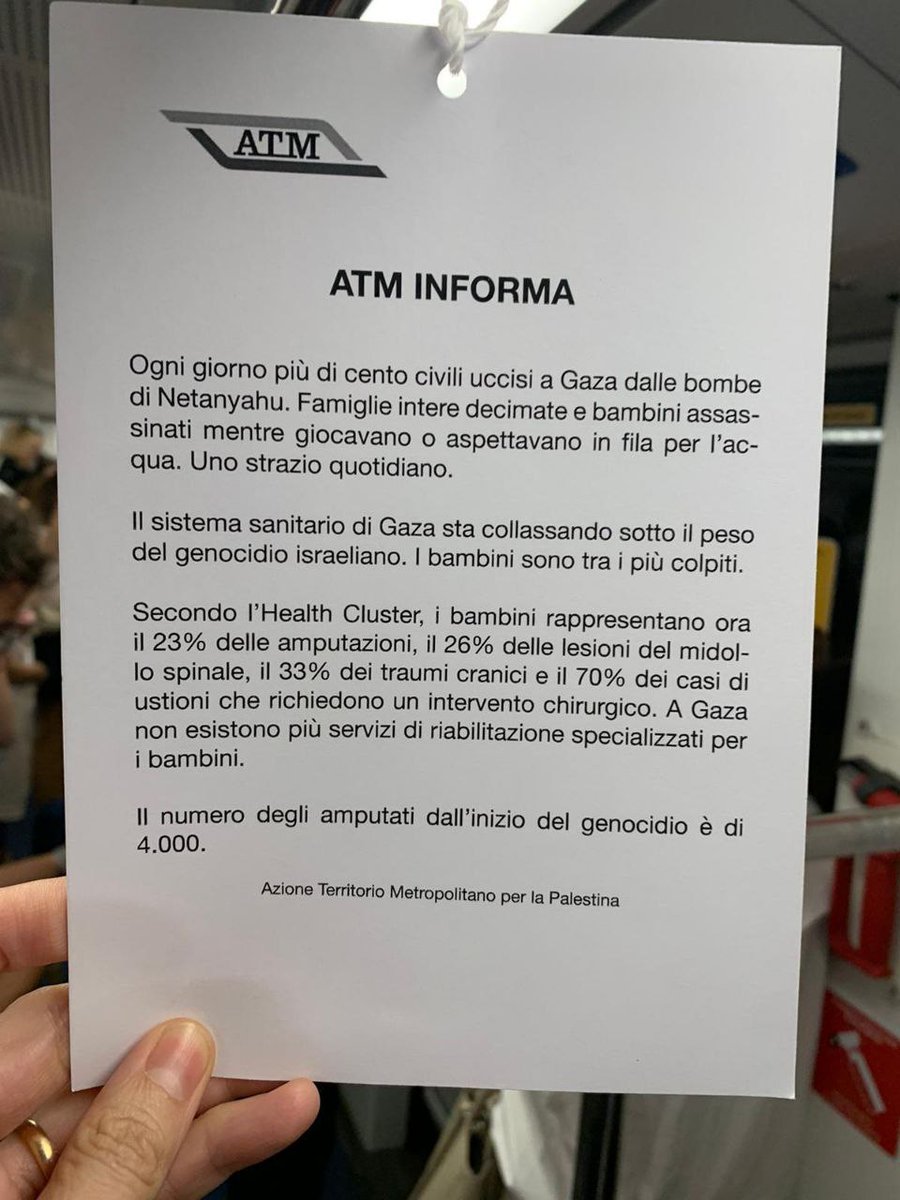 ATM
ATM INFORMA
Ogni giorno più di cento civili uccisi a Gaza dalle bombe
di Netanyahu. Famiglie intere decimate e bambini assas-
sinati mentre giocavano o aspettavano in fila per l'ac-
qua. Uno strazio quotidiano.
Il sistema sanitario di Gaza sta collassando sotto il peso
del genocidio israeliano. I bambini sono tra i più colpiti.
Secondo l'Health Cluster, i bambini rappresentano ora
il 23% delle amputazioni, il 26% delle lesioni del midol-
lo spinale, il 33% dei traumi cranici e il 70% dei casi di
ustioni che richiedono un intervento chirurgico. A Gaza
non esistono più servizi di riabilitazione specializzati per
i bambini.
Il numero degli amputati dall'inizio del genocidio è di
4.000.
Azione Territorio Metropolitano per la Palestina